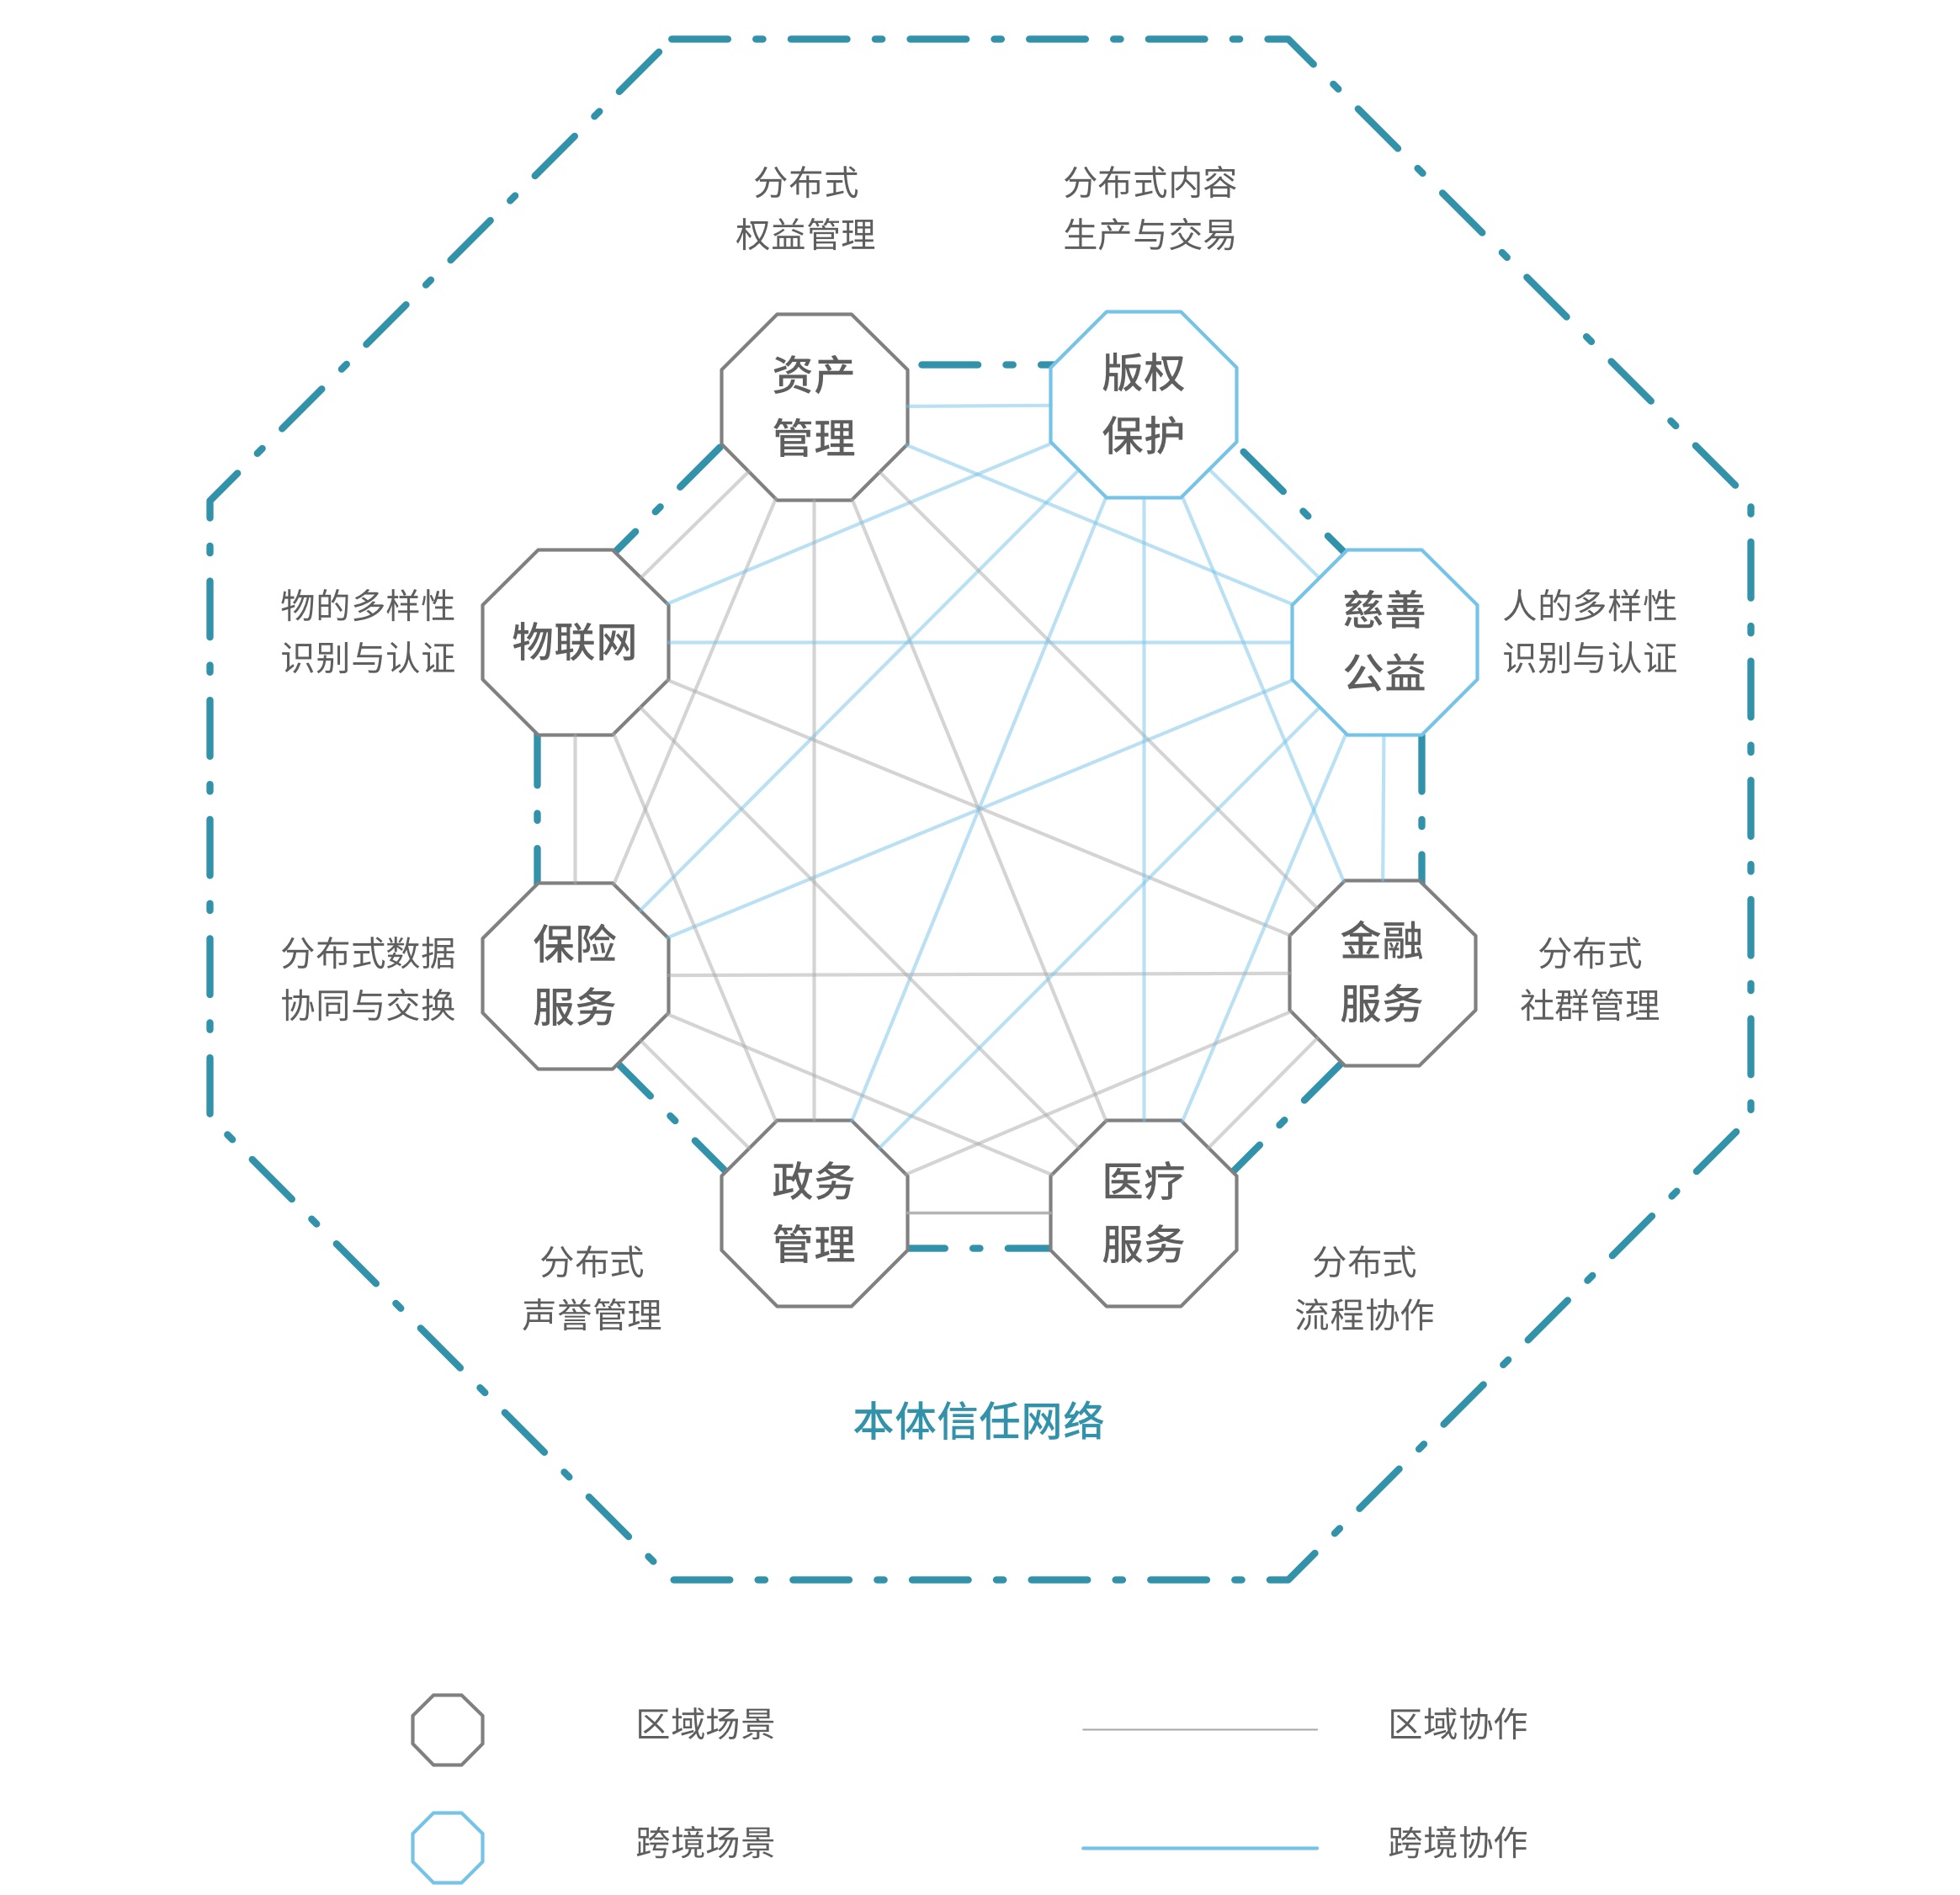 分布式
权益管理
分布式内容
生产与交易
资产
管理
版权
保护
物的多样性
识别与认证
物联网
慈善
公益
人的多样性
识别与认证
分布式数据
协同与交换
保险
服务
金融
服务
分布式
社群管理
政务
管理
医疗
服务
分布式
声誉管理
分布式
流程协作
本体信任网络
区域场景
区域协作
跨境场景
跨境协作